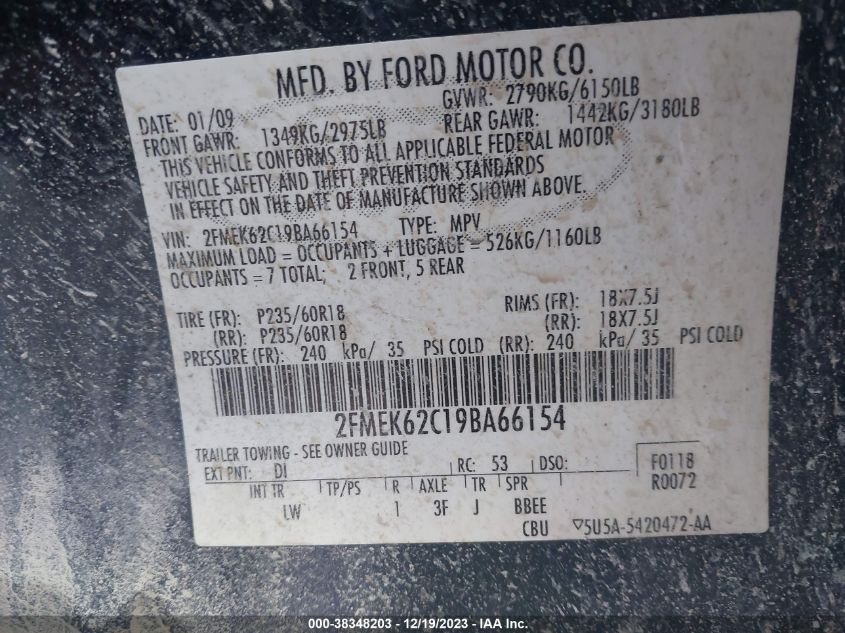 MFD. BY FORD MOTOR CO.
DATE: 01/09 GVWR: 2790KG/6150LB
FRONT GAWR: 1349KG/2975LB REAR GAWR: 1442KG/3180LB
THIS VEHICLE CONFORMS TO ALL APPLICABLE FEDERAL MOTOR
VEHICLE SAFETY AND THEFT PREVENTION STANDARDS
IN EFFECT ON THE DATE OF MANUFACTURE SHOWN ABOVE.
VIN: 2FMEK62C19BA66154 TYPE: MPV
MAXIMUM LOAD = OCCUPANTS + LUGGAGE = 526KG/1160LB
OCCUPANTS = 7 TOTAL, 2 FRONT, 5 REAR
TIRE (FR): P235/60R18 RIMS (FR): 18X7.5J
(RR): P235/60R18 (RR): 18X7.5J
PRESSURE (FR): 240 kPa/ 35 PSI COLD (RR): 240 kPa/ 35 PSI COLD
2FMEK62C19BA66154
TRAILER TOWING - SEE OWNER GUIDE
EXT PNT: DI RC: 53 DSO: F0118
R0072
INT TR TP/PS R AXLE TR SPR
LW 1 3F J BBEE
CBU ▽5U5A-5420472-AA
000-38348203 - 12/19/2023 - IAA Inc.